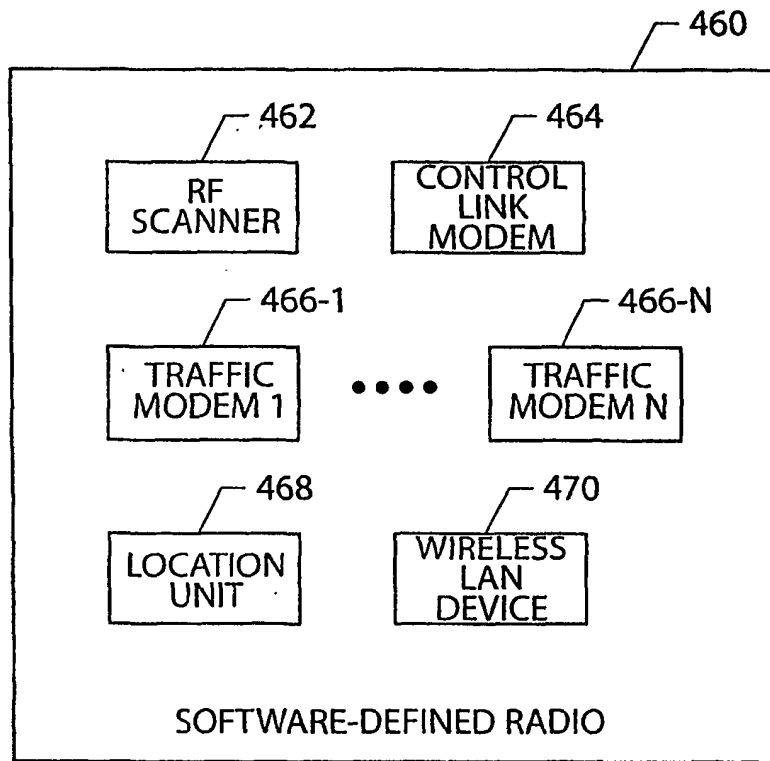 460
462
464
RF
SCANNER
CONTROL
LINK
MODEM
466-1
466-N
TRAFFIC
MODEM 1
TRAFFIC
MODEM N
468
470
LOCATION
UNIT
WIRELESS
LAN
DEVICE
SOFTWARE-DEFINED RADIO